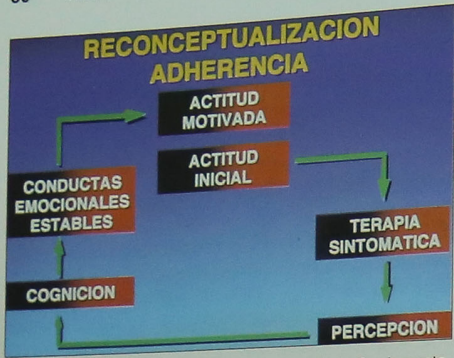 RECONCEPTUALIZACION
ADHERENCIA
ACTITUD
MOTIVADA
ACTITUD
INICIAL
CONDUCTAS
EMOCIONALES
ESTABLES
TERAPIA
SINTOMATICA
COGNICION
PERCEPCION